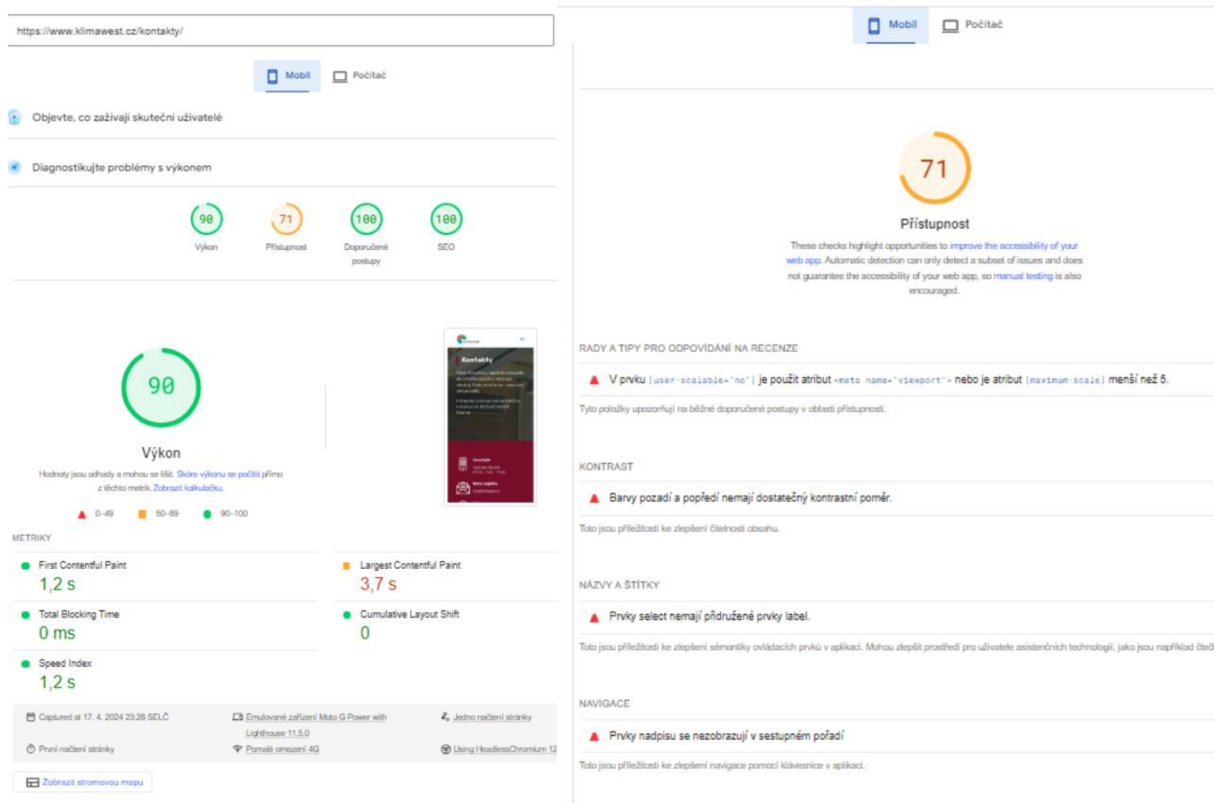 https://www.klimawest.cz/kontakty/
Mobil
Počítač
Objevte, co zažívají skuteční uživatelé
Diagnostikujte problémy s výkonem
90
71
100
100
Výkon
Přístupnost
Doporučené
postupy
SEO
90
Výkon
Hodnoty jsou odhady a mohou se lišit. Skóre výkonu se počítá přímo
z těchto metrik. Zobrazit kalkulačku.
0–49
50–89
90–100
Kontakty
METRIKY
First Contentful Paint
1,2 s
Largest Contentful Paint
3,7 s
Total Blocking Time
0 ms
Cumulative Layout Shift
0
Speed Index
1,2 s
Captured at 17. 4. 2024 23:28 SELČ
Emulované zařízení Moto G Power with
Lighthouse 11.5.0
Jedno načtení stránky
První načtení stránky
Pomalé omezení 4G
Using HeadlessChromium 12
Zobrazit stromovou mapu
Mobil
Počítač
71
Přístupnost
These checks highlight opportunities to improve the accessibility of your
web app. Automatic detection can only detect a subset of issues and does
not guarantee the accessibility of your web app, so manual testing is also
encouraged.
RADY A TIPY PRO ODPOVÍDÁNÍ NA RECENZE
V prvku [user-scalable="no"] je použit atribut <meta name="viewport"> nebo je atribut [maximum-scale] menší než 5.
Tyto položky upozorňují na běžné doporučené postupy v oblasti přístupnosti.
KONTRAST
Barvy pozadí a popředí nemají dostatečný kontrastní poměr.
Toto jsou příležitosti ke zlepšení čitelnosti obsahu.
NÁZVY A ŠTÍTKY
Prvky select nemají přidružené prvky label.
Toto jsou příležitosti ke zlepšení sémantiky ovládacích prvků v aplikaci. Mohou zlepšit prostředí pro uživatele asistenčních technologií, jako jsou například čteč
NAVIGACE
Prvky nadpisu se nezobrazují v sestupném pořadí
Toto jsou příležitosti ke zlepšení navigace pomocí klávesnice v aplikaci.